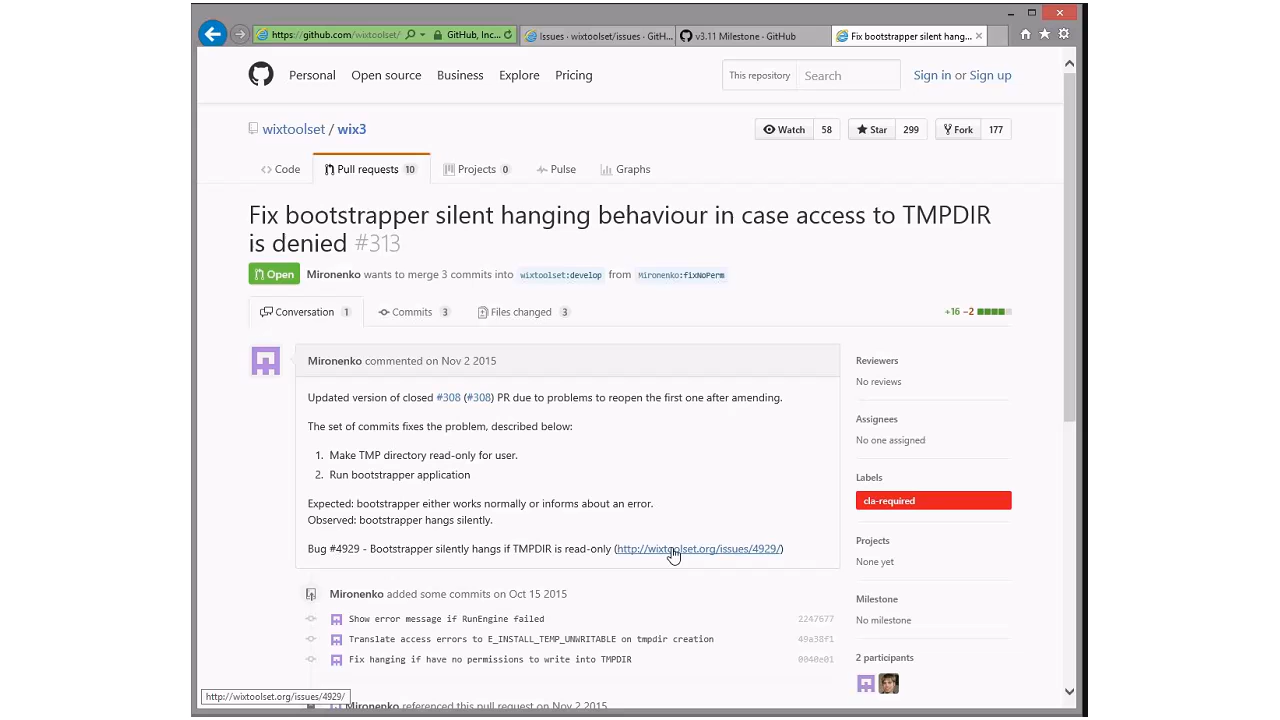 https://github.com/wixtoolset/
GitHub, Inc...
Issues · wixtoolset/issues · GitH...
v3.11 Milestone · GitHub
Fix bootstrapper silent hang...
Personal
Open source
Business
Explore
Pricing
This repository
Search
Sign in or Sign up
wixtoolset / wix3
Watch 58
Star 299
Fork 177
Code
Pull requests 10
Projects 0
Pulse
Graphs
Fix bootstrapper silent hanging behaviour in case access to TMPDIR
is denied #313
Open
Mironenko wants to merge 3 commits into wixtoolset:develop from Mironenko:fixNoPerm
Conversation 1
Commits 3
Files changed 3
+16 −2
Mironenko commented on Nov 2 2015
Updated version of closed #308 (#308) PR due to problems to reopen the first one after amending.
The set of commits fixes the problem, described below:
1. Make TMP directory read-only for user.
2. Run bootstrapper application
Expected: bootstrapper either works normally or informs about an error.
Observed: bootstrapper hangs silently.
Bug #4929 - Bootstrapper silently hangs if TMPDIR is read-only (http://wixtoolset.org/issues/4929/)
Mironenko added some commits on Oct 15 2015
Show error message if RunEngine failed 2247677
Translate access errors to E_INSTALL_TEMP_UNWRITABLE on tmpdir creation 49a38f1
Fix hanging if have no permissions to write into TMPDIR 0040e01
Mironenko referenced this pull request on Nov 2 2015
Reviewers
No reviews
Assignees
No one assigned
Labels
cla-required
Projects
None yet
Milestone
No milestone
2 participants
http://wixtoolset.org/issues/4929/